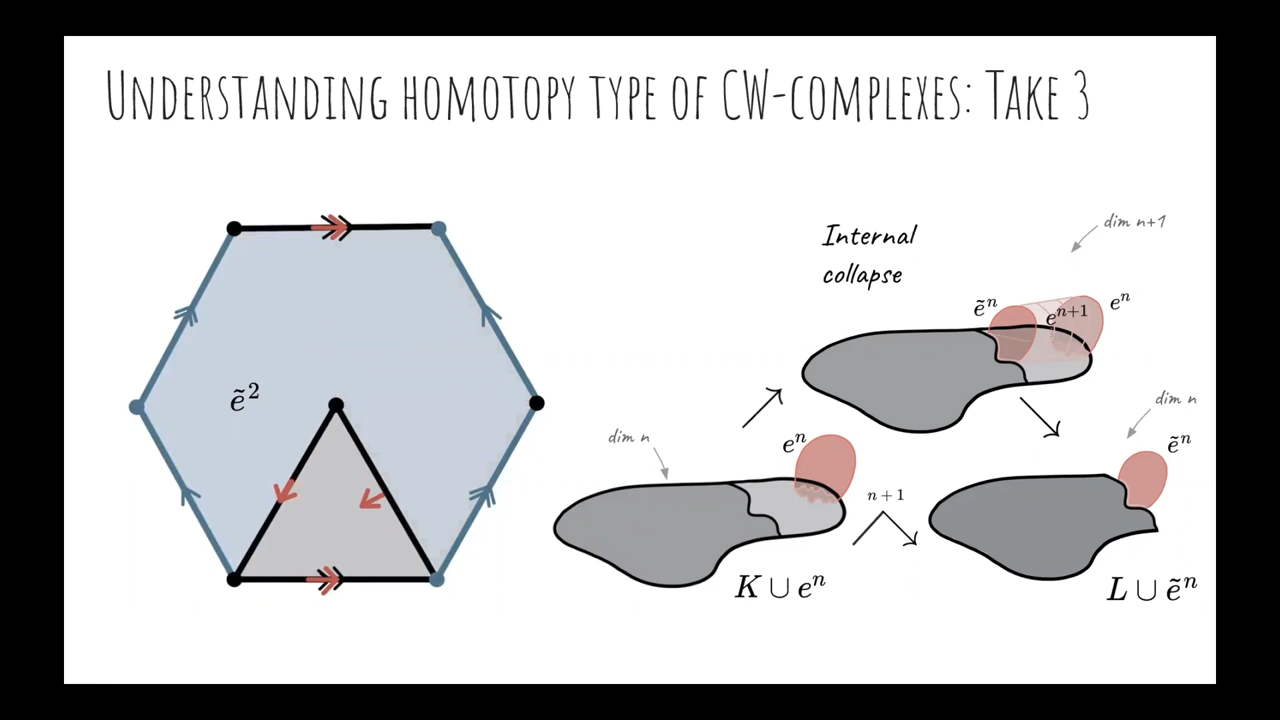 Understanding homotopy type of CW-complexes: Take 3
Internal
collapse
dim n+1
ẽⁿ
eⁿ⁺¹
eⁿ
ẽ²
dim n
eⁿ
n + 1
dim n
ẽⁿ
K ∪ eⁿ
L ∪ ẽⁿ